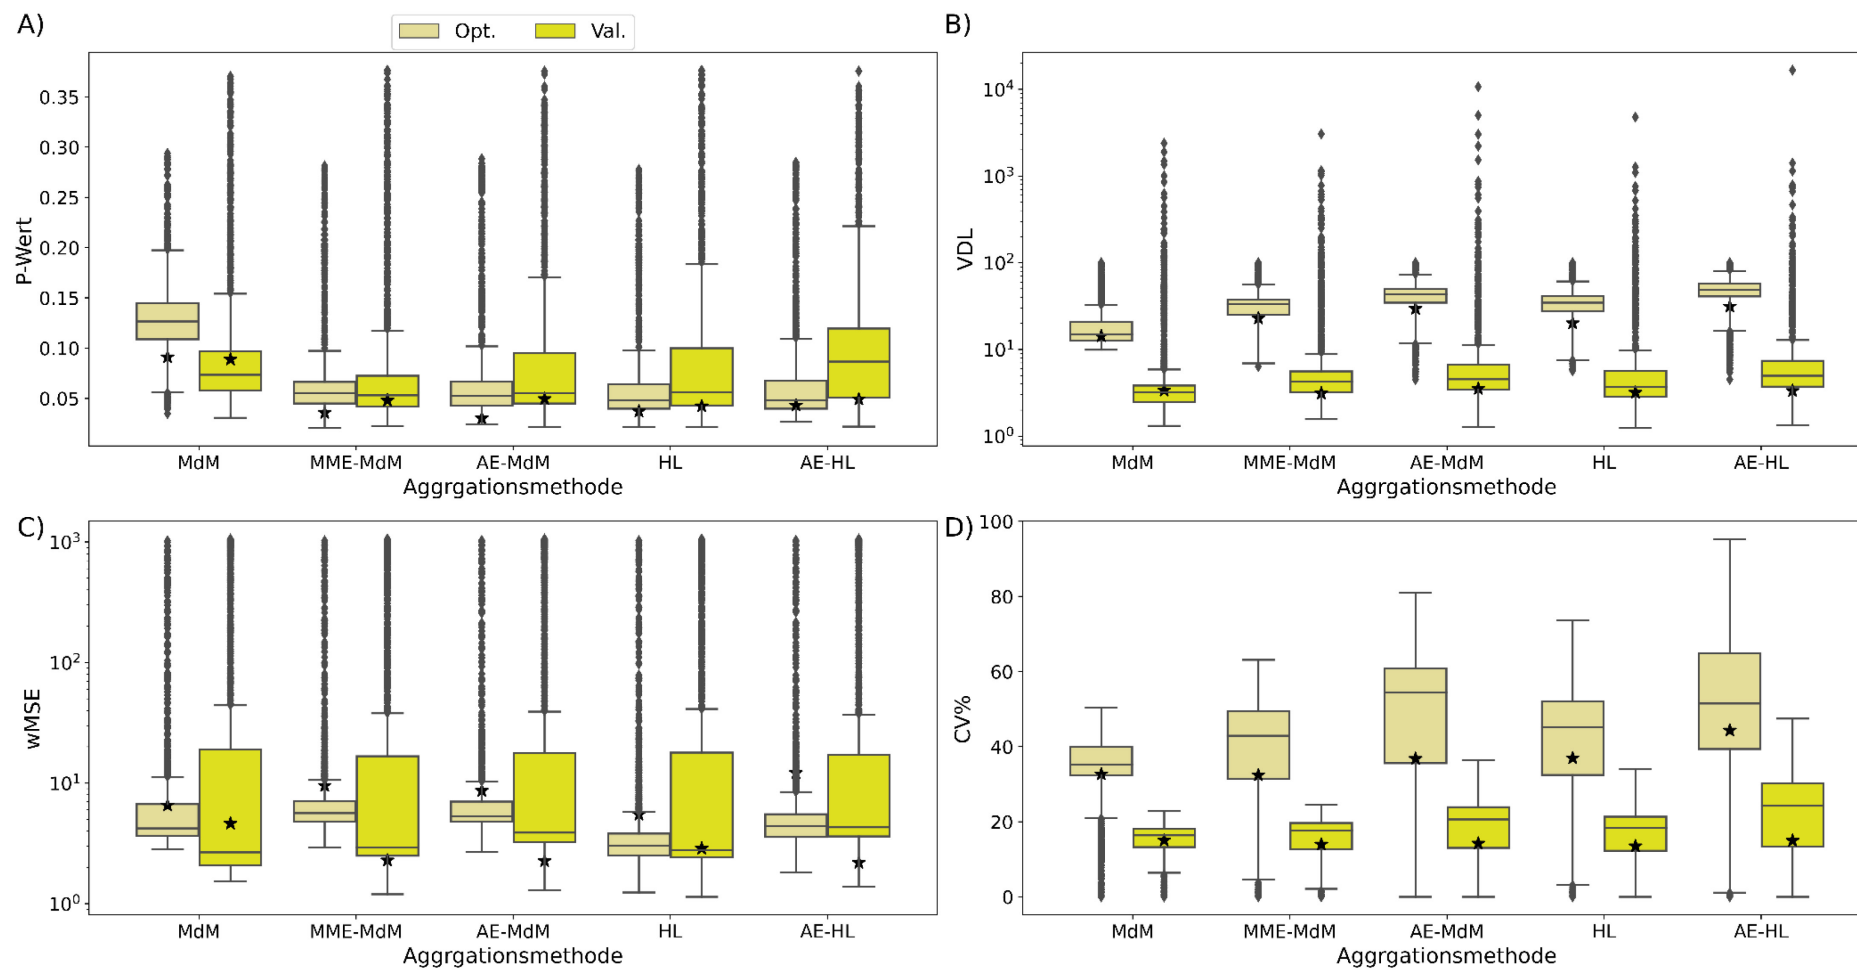 A)
Opt. Val.
B)
0.35
0.30
0.25
0.20
0.15
0.10
0.05
P-Wert
MdM MME-MdM AE-MdM HL AE-HL
Aggrgationsmethode
10⁴
10³
10²
10¹
10⁰
VDL
MdM MME-MdM AE-MdM HL AE-HL
Aggrgationsmethode
C)
10³
10²
10¹
10⁰
wMSE
MdM MME-MdM AE-MdM HL AE-HL
Aggrgationsmethode
D)
100
80
60
40
20
0
CV%
MdM MME-MdM AE-MdM HL AE-HL
Aggrgationsmethode